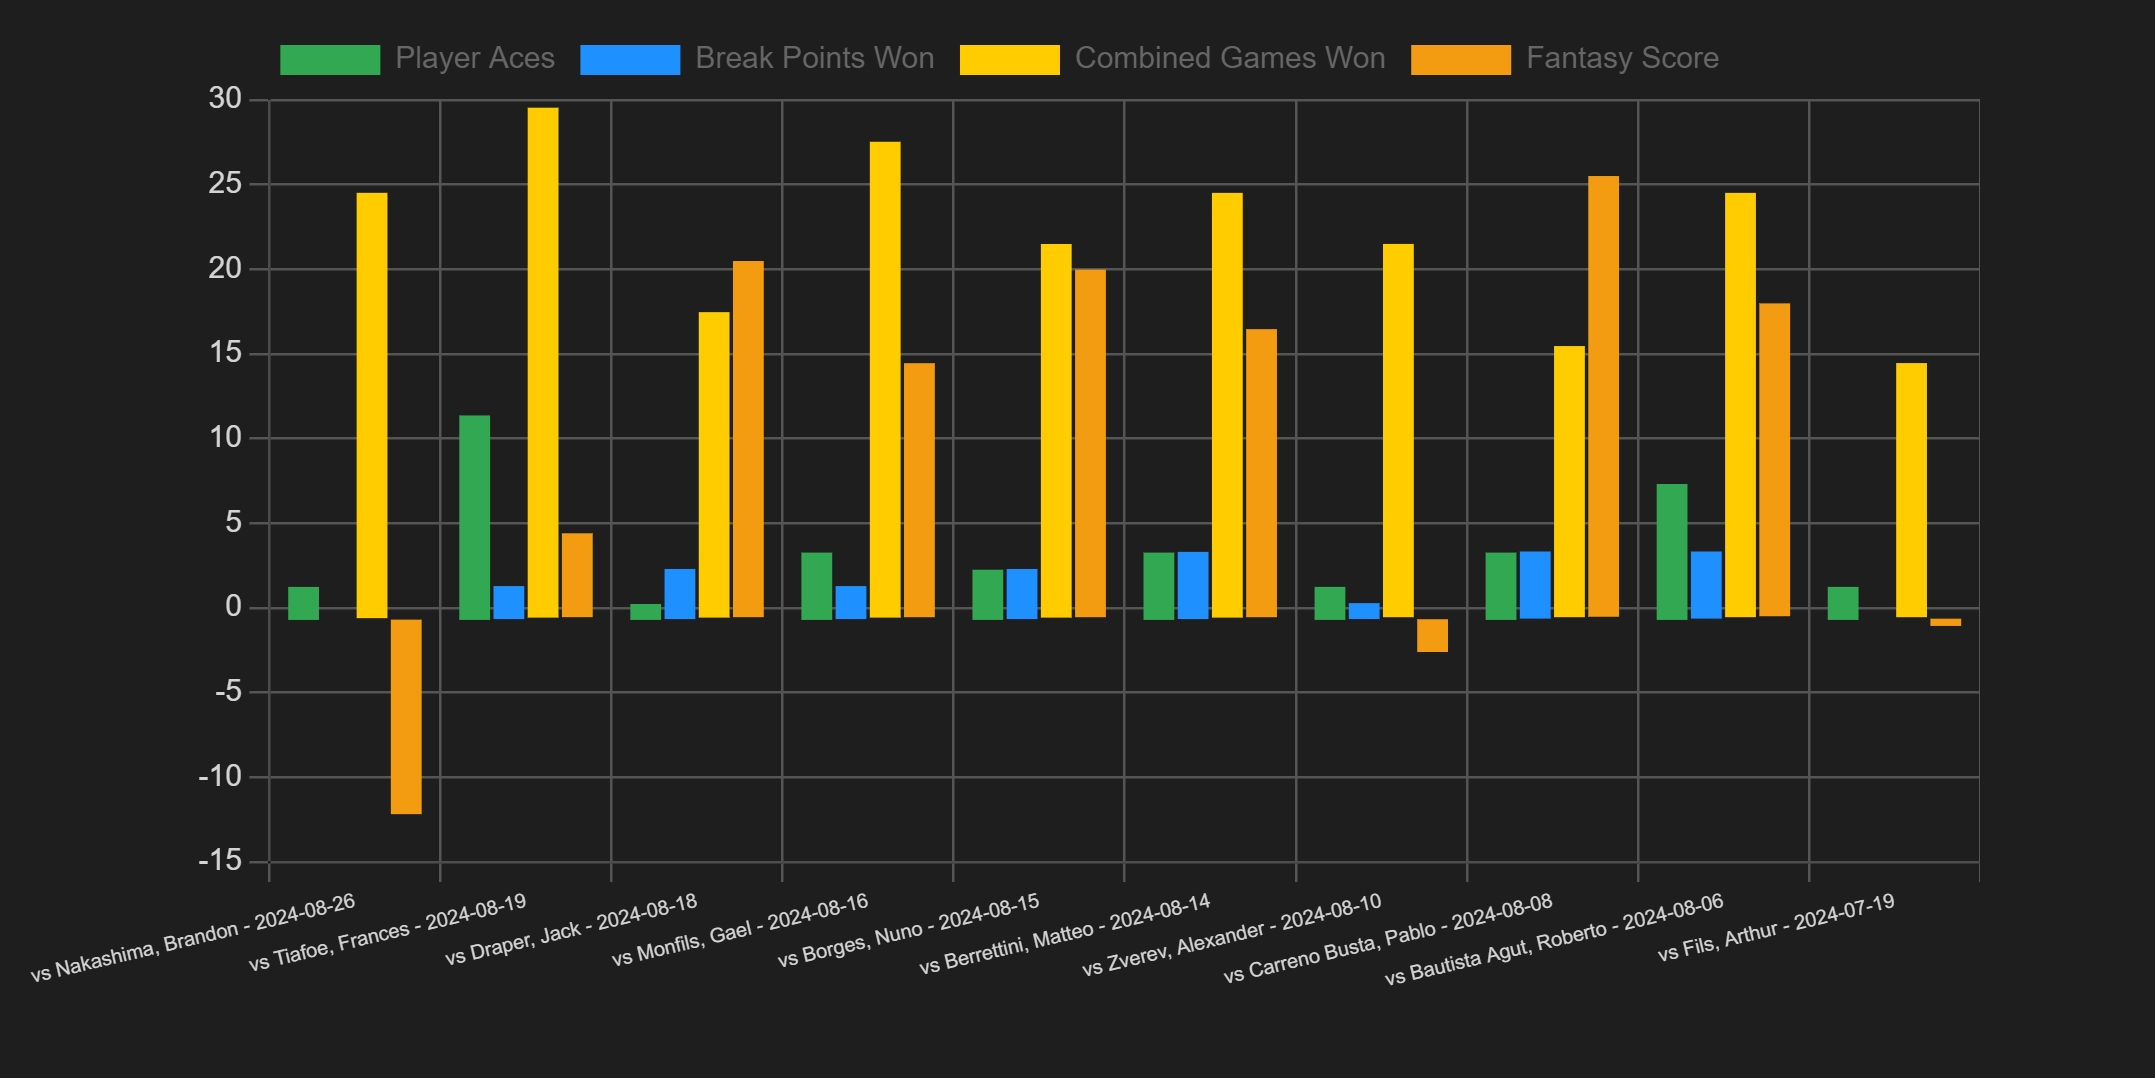 Player Aces Break Points Won Combined Games Won Fantasy Score
30
25
20
15
10
5
0
-5
-10
-15
vs Nakashima, Brandon - 2024-08-26
vs Tiafoe, Frances - 2024-08-19
vs Draper, Jack - 2024-08-18
vs Monfils, Gael - 2024-08-16
vs Borges, Nuno - 2024-08-15
vs Berrettini, Matteo - 2024-08-14
vs Zverev, Alexander - 2024-08-10
vs Carreno Busta, Pablo - 2024-08-08
vs Bautista Agut, Roberto - 2024-08-06
vs Fils, Arthur - 2024-07-19